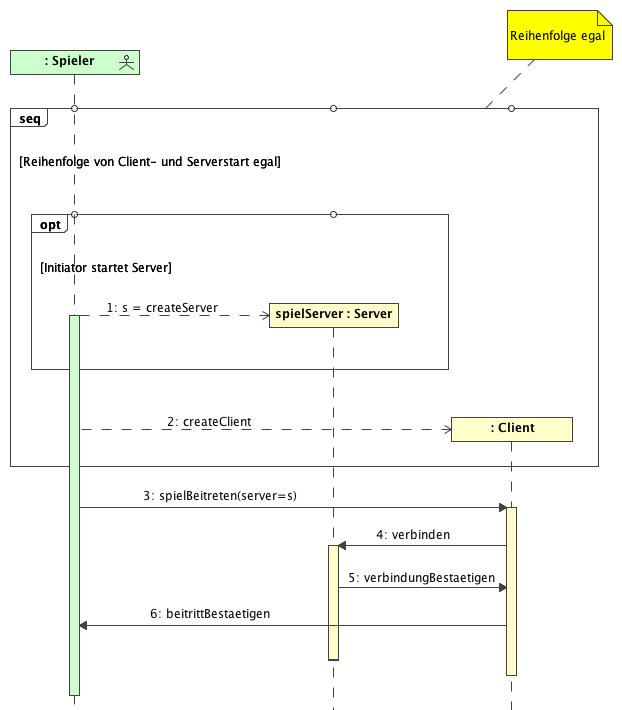 Reihenfolge egal
: Spieler
seq
[Reihenfolge von Client- und Serverstart egal]
opt
[Initiator startet Server]
1: s = createServer
spielServer : Server
2: createClient
: Client
3: spielBeitreten(server=s)
4: verbinden
5: verbindungBestaetigen
6: beitrittBestaetigen